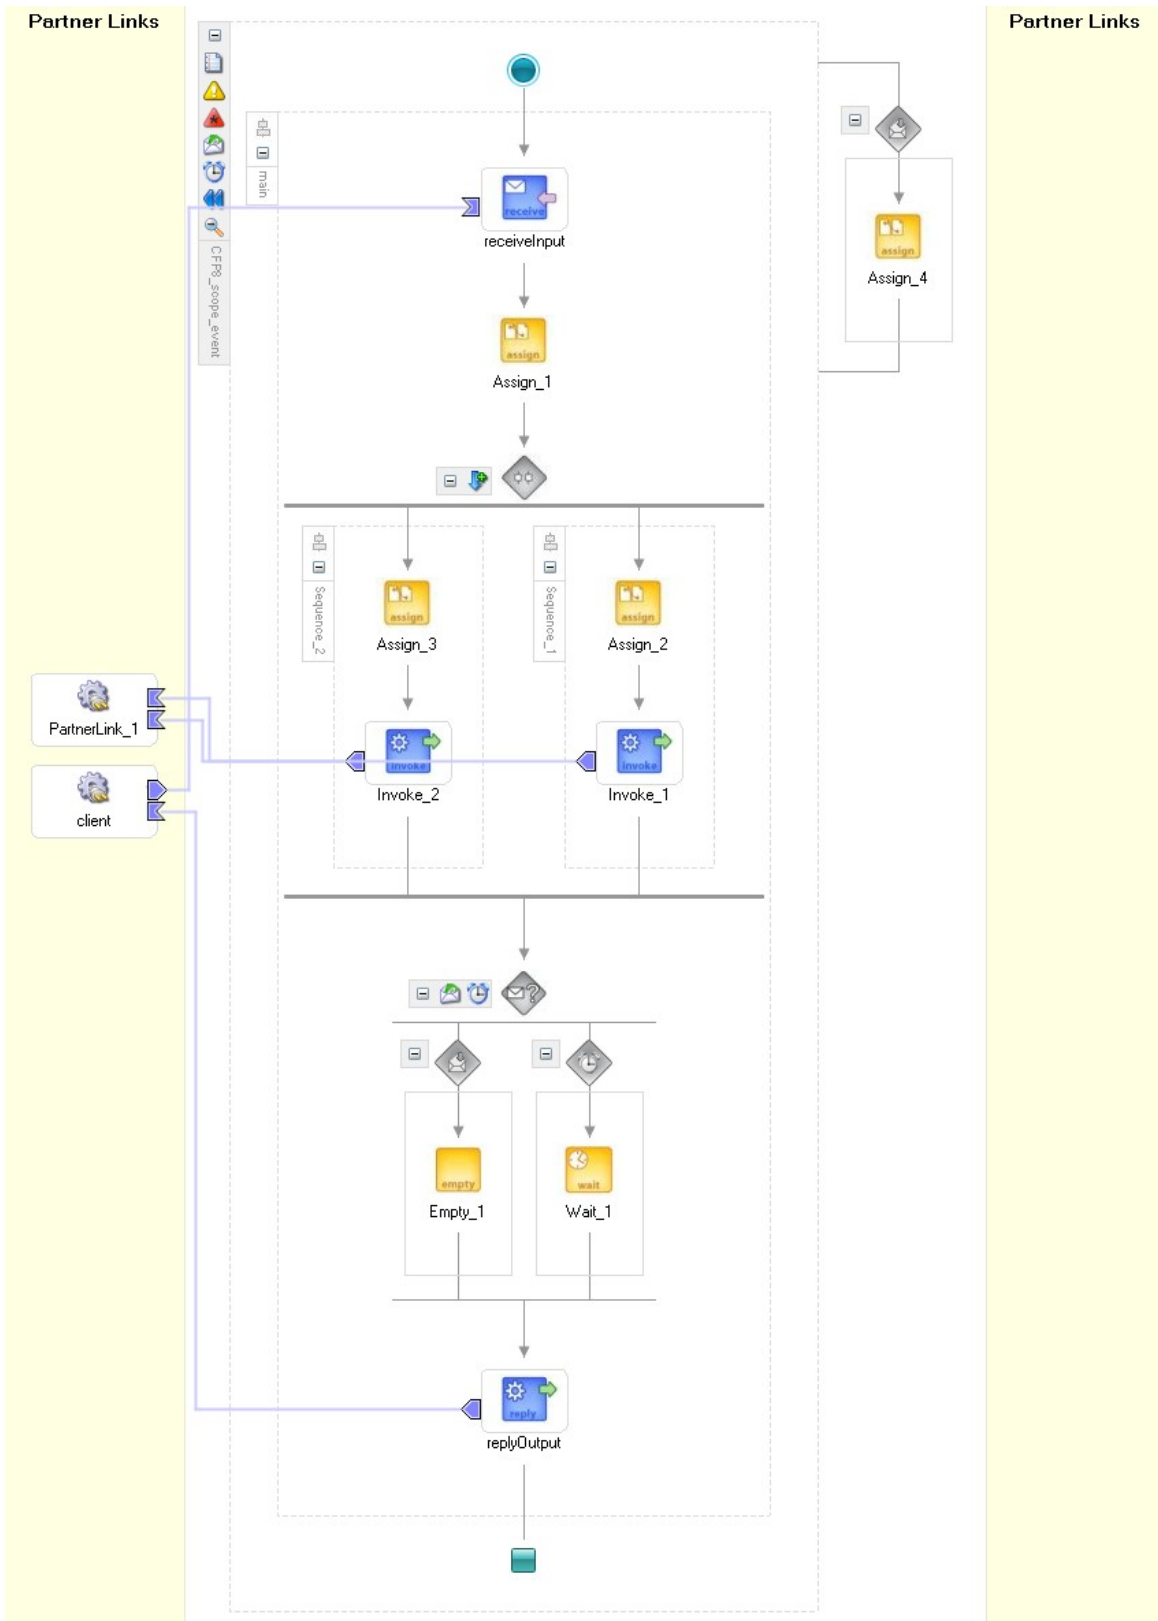 Partner Links
Partner Links
main
CFP8_scope_event
receive
receiveInput
assign
Assign_4
assign
Assign_1
Sequence_2
assign
Assign_3
Sequence_1
assign
Assign_2
PartnerLink_1
invoke
Invoke_2
invoke
Invoke_1
client
empty
Empty_1
wait
Wait_1
reply
replyOutput